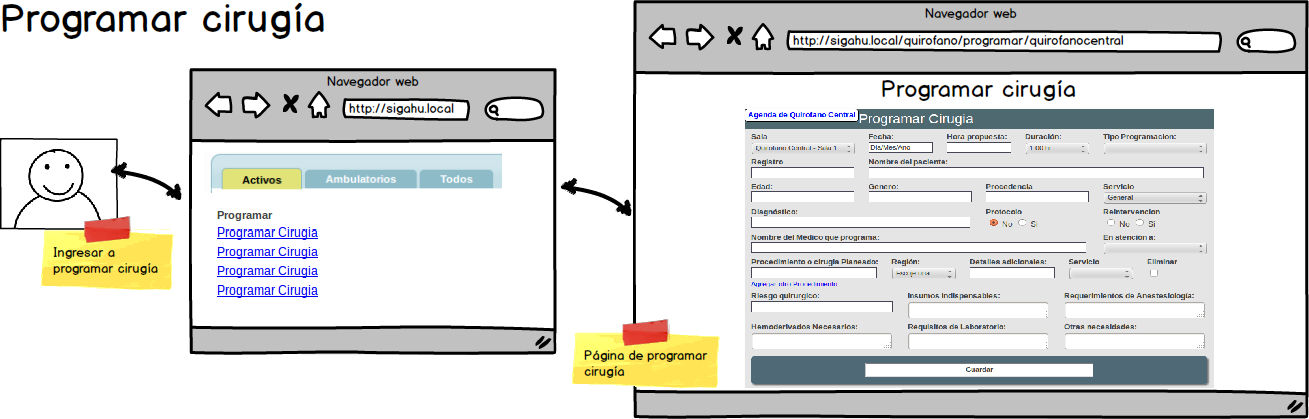 Programar cirugía
Ingresar a
programar cirugía
Navegador web
http://sigahu.local
Activos Ambulatorios Todos
Programar
Programar Cirugia
Programar Cirugia
Programar Cirugia
Programar Cirugia
Página de programar
cirugía
Navegador web
http://sigahu.local/quirofano/programar/quirofanocentral
Programar cirugía
Agenda de Quirofano Central Programar Cirugia
Sala Fecha: Hora propuesta: Duración: Tipo Programacion:
Quirofano Central - Sala 1 Dia/Mes/Ano 1:00 hr
Registro Nombre del paciente:
Edad: Genero: Procedencia Servicio
General
Diagnóstico: Protocolo Reintervencion
No Si No Si
Nombre del Medico que programa: En atención a:
Procedimiento o cirugia Planeado: Región: Detalles adicionales: Servicio Eliminar
Escoja una
Agregar otro Procedimiento
Riesgo quirurgico: Insumos indispensables: Requerimientos de Anestesiología:
Hemoderivados Necesarios: Requisitos de Laboratorio: Otras necesidades:
Guardar